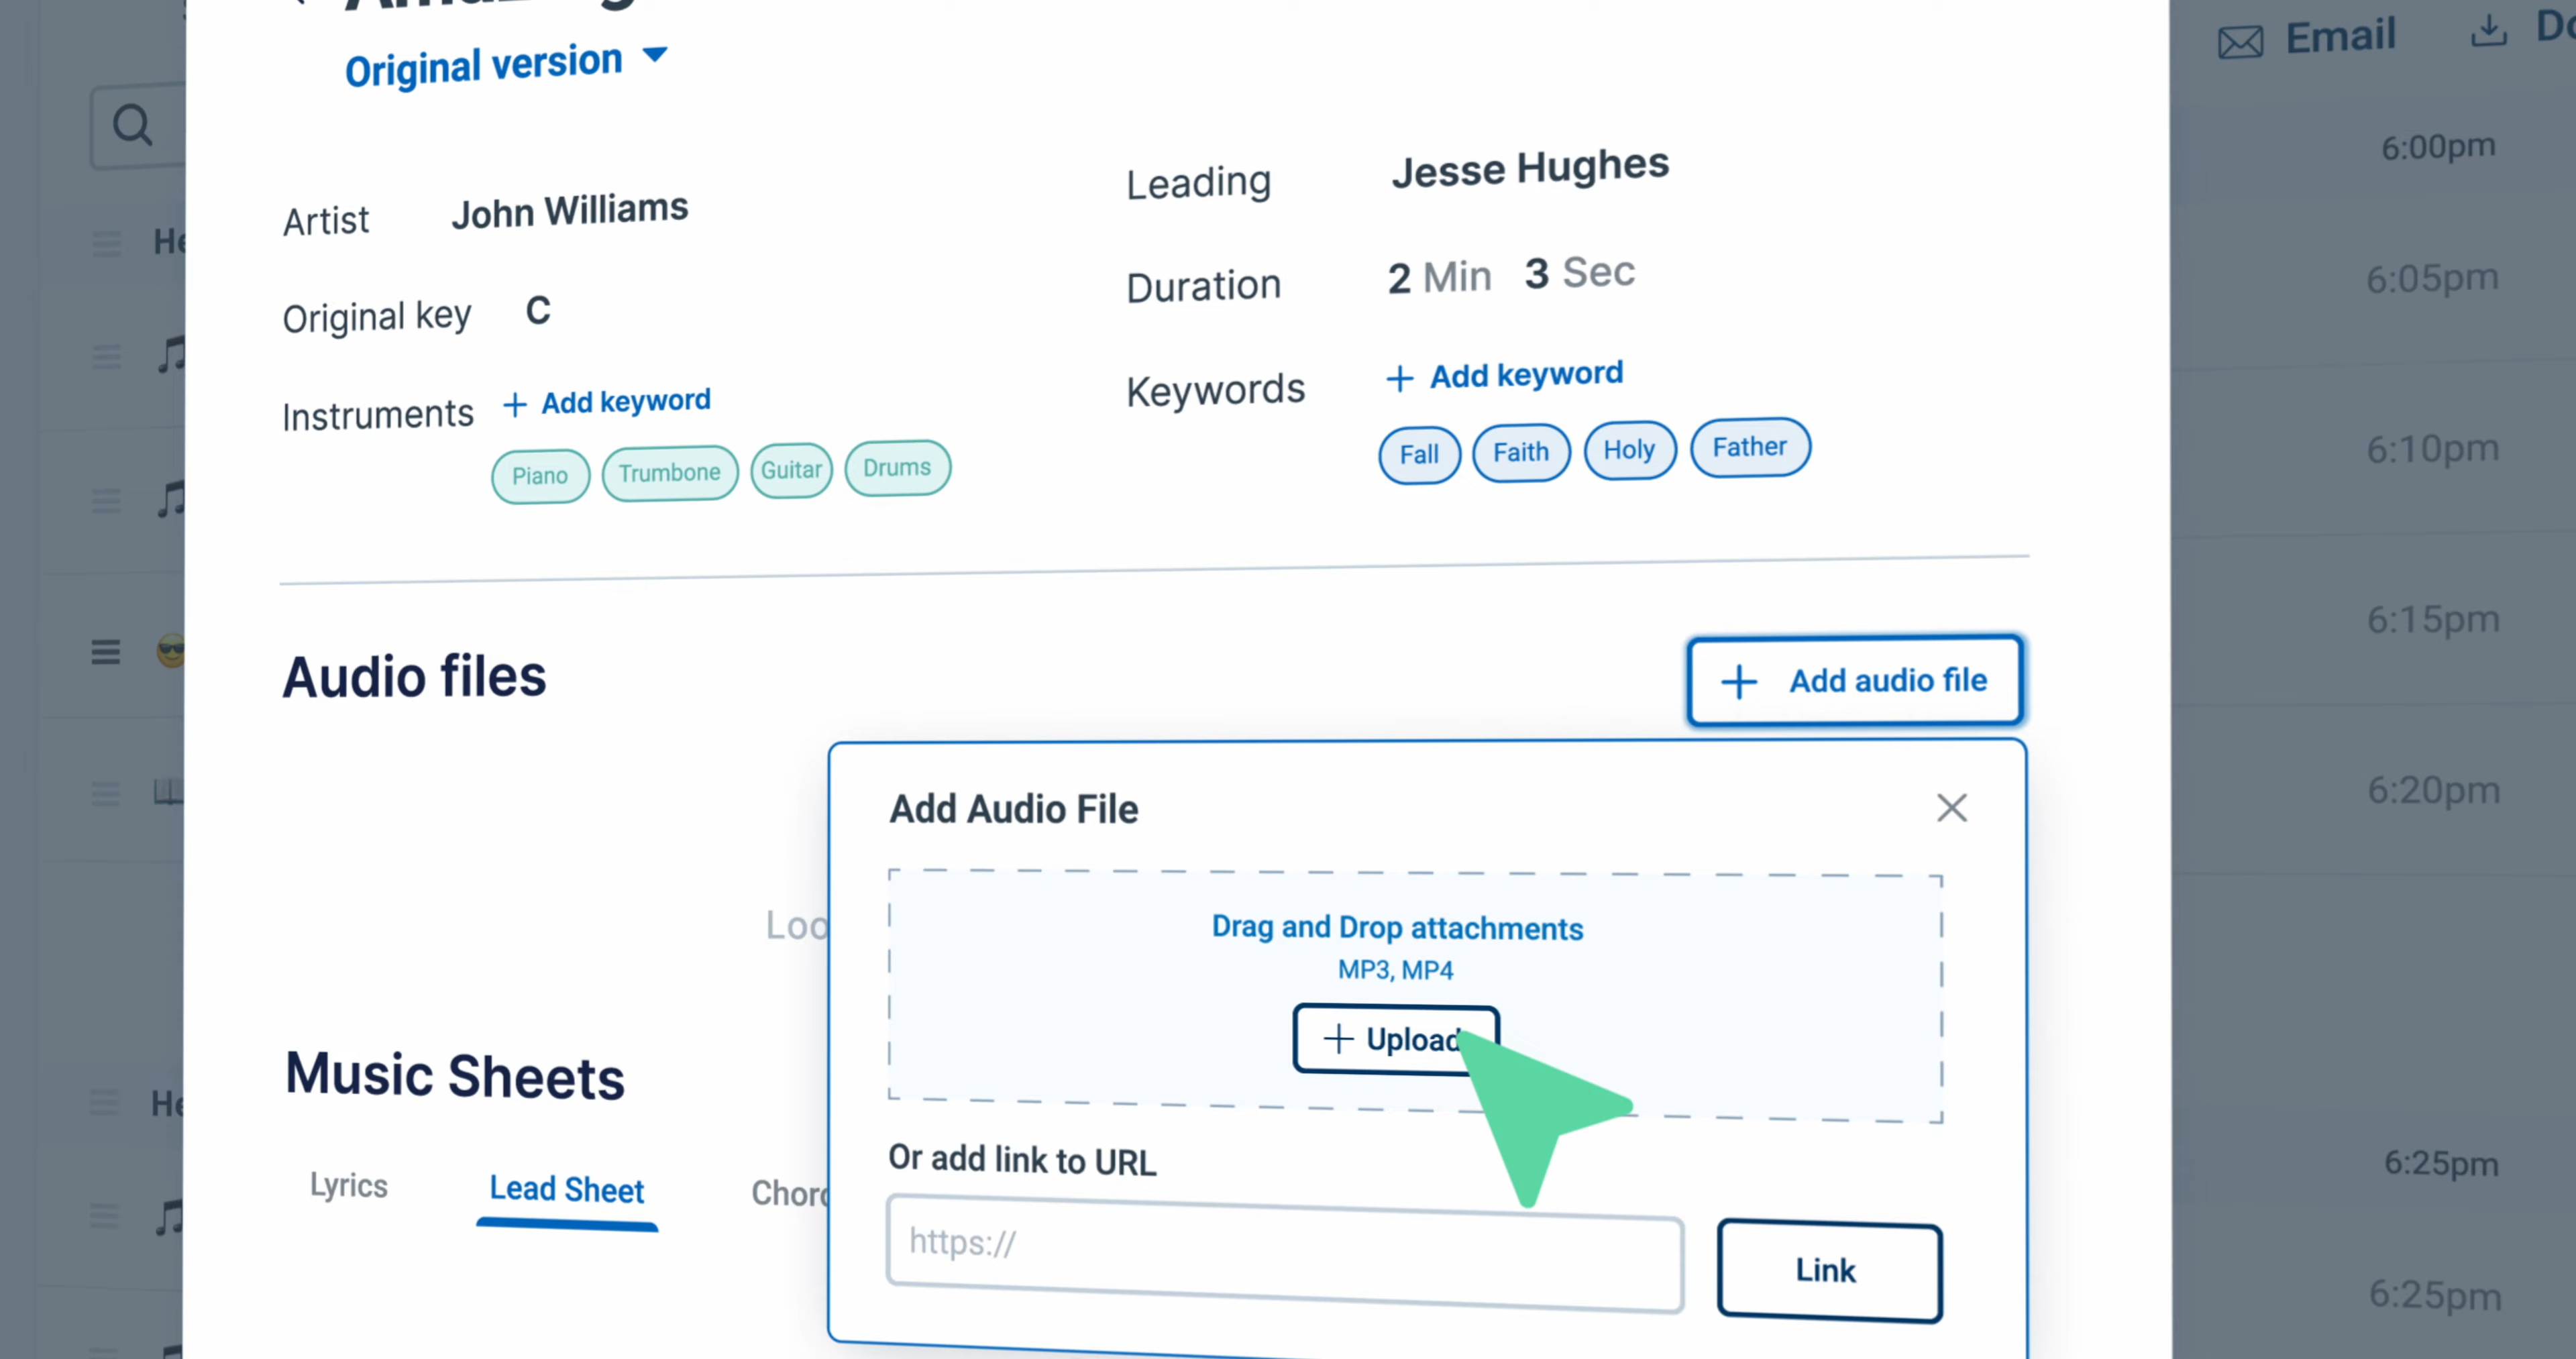 Original version
Email
6:00pm
Artist John Williams
Leading Jesse Hughes
6:05pm
Original key C
Duration 2 Min 3 Sec
Instruments + Add keyword
Keywords + Add keyword
Piano Trumbone Guitar Drums
Fall Faith Holy Father
6:10pm
6:15pm
Audio files
+ Add audio file
6:20pm
Add Audio File
Drag and Drop attachments
MP3, MP4
+ Upload
Music Sheets
Or add link to URL
Lyrics Lead Sheet
6:25pm
https://
Link
6:25pm